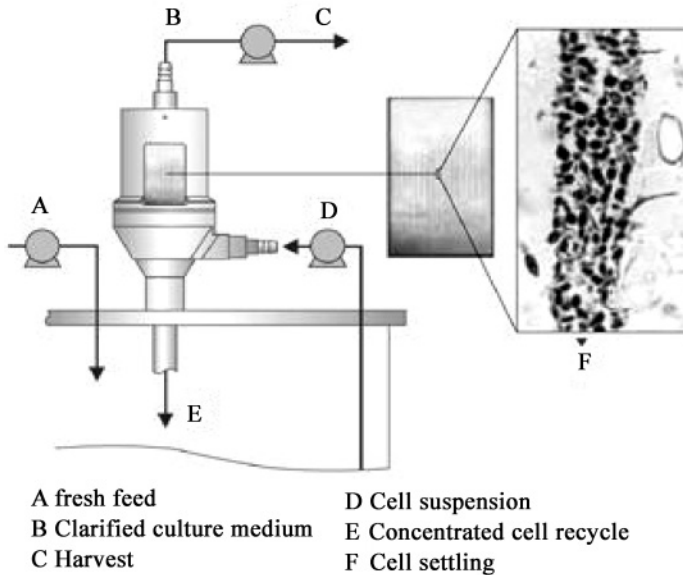 B C
A
D
E
F
A fresh feed
B Clarified culture medium
C Harvest
D Cell suspension
E Concentrated cell recycle
F Cell settling